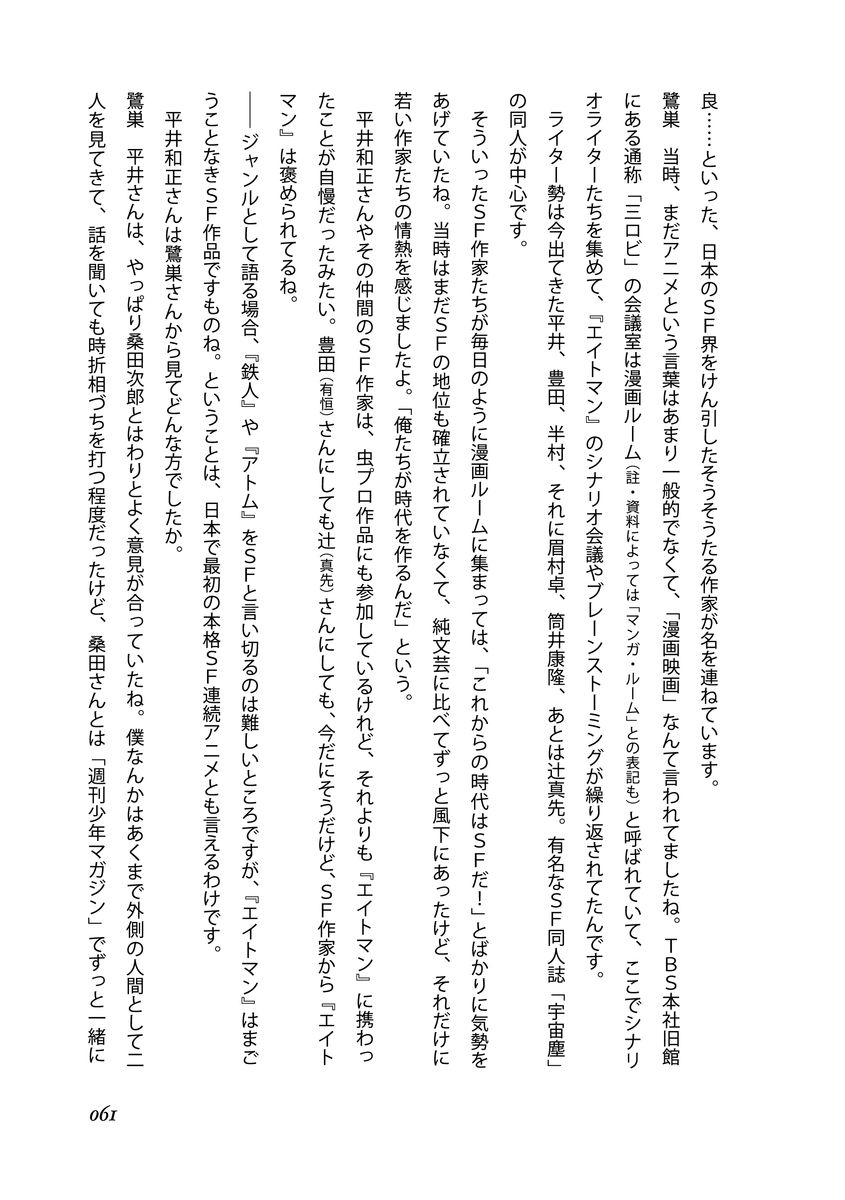 良……といった、日本のＳＦ界をけん引したそうそうたる作家が名を連ねています。
鷺巣　当時、まだアニメという言葉はあまり一般的でなくて、「漫画映画」なんて言われてましたね。ＴＢＳ本社旧館
にある通称「三ロビ」の会議室は漫画ルーム（註・資料によっては「マンガ・ルーム」との表記も）と呼ばれていて、ここでシナリ
オライターたちを集めて、『エイトマン』のシナリオ会議やブレーンストーミングが繰り返されてたんです。
　ライター勢は今出てきた平井、豊田、半村、それに眉村卓、筒井康隆、あとは辻真先。有名なＳＦ同人誌「宇宙塵」
の同人が中心です。
　そういったＳＦ作家たちが毎日のように漫画ルームに集まっては、「これからの時代はＳＦだ！」とばかりに気勢を
あげていたね。当時はまだＳＦの地位も確立されていなくて、純文芸に比べてずっと風下にあったけど、それだけに
若い作家たちの情熱を感じましたよ。「俺たちが時代を作るんだ」という。
　平井和正さんやその仲間のＳＦ作家は、虫プロ作品にも参加しているけれど、それよりも『エイトマン』に携わっ
たことが自慢だったみたい。豊田（有恒）さんにしても辻（真先）さんにしても、今だにそうだけど、ＳＦ作家から『エイト
マン』は褒められてるね。
――ジャンルとして語る場合、『鉄人』や『アトム』をＳＦと言い切るのは難しいところですが、『エイトマン』はまご
うことなきＳＦ作品ですものね。ということは、日本で最初の本格ＳＦ連続アニメとも言えるわけです。
　平井和正さんは鷺巣さんから見てどんな方でしたか。
鷺巣　平井さんは、やっぱり桑田次郎とはわりとよく意見が合っていたね。僕なんかはあくまで外側の人間として二
人を見てきて、話を聞いても時折相づちを打つ程度だったけど、桑田さんとは「週刊少年マガジン」でずっと一緒に
061